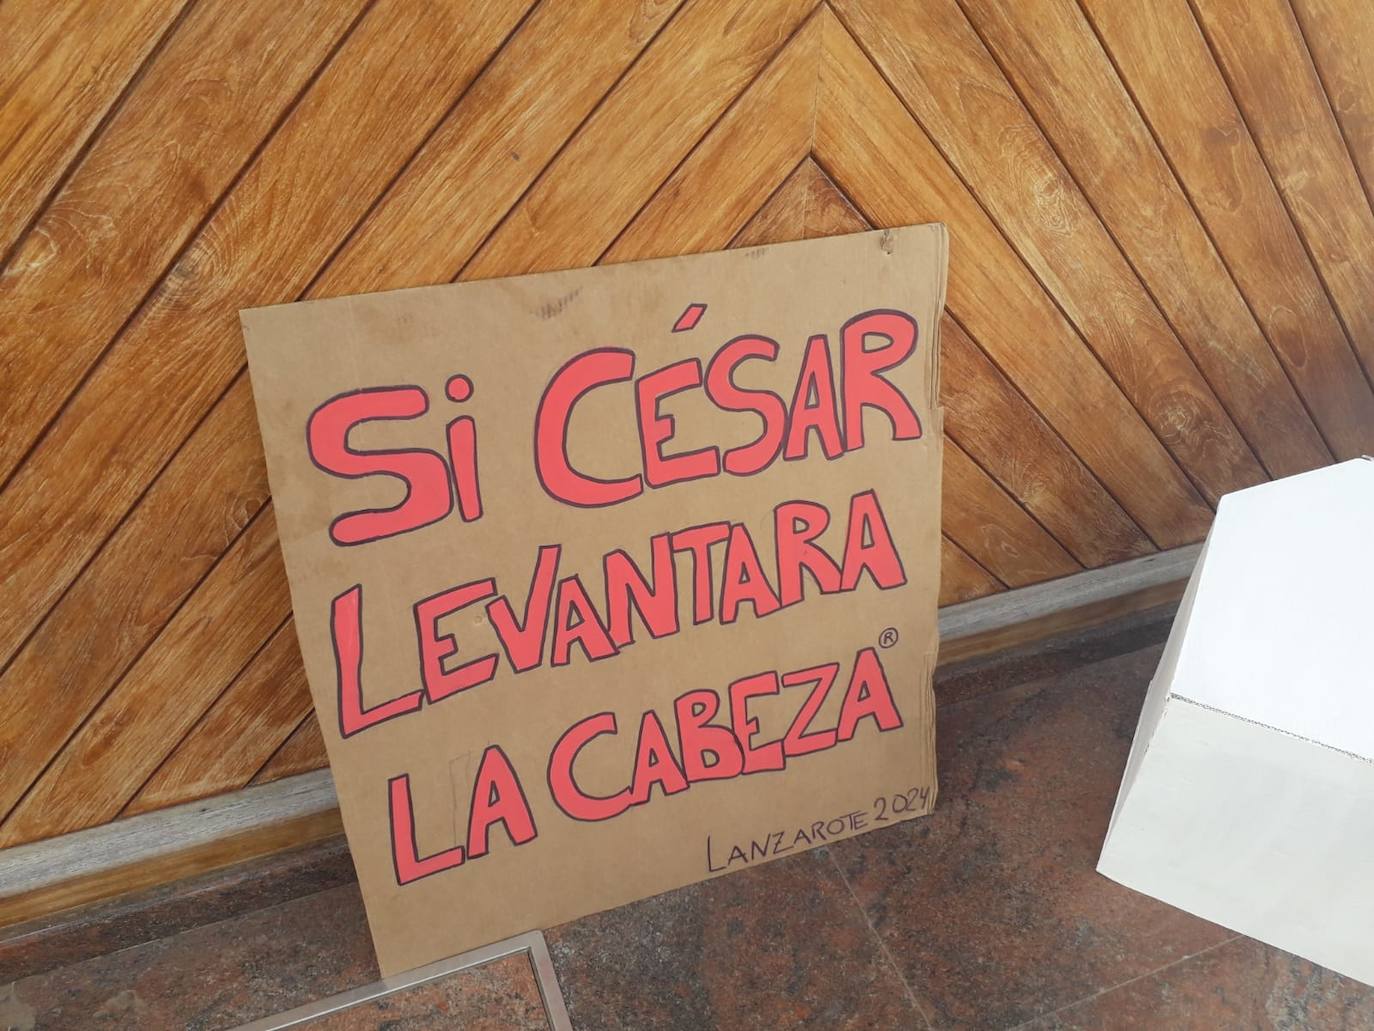 Si CÉSAR
LEVANTARA
LA CABEZA®
LANZAROTE 2024